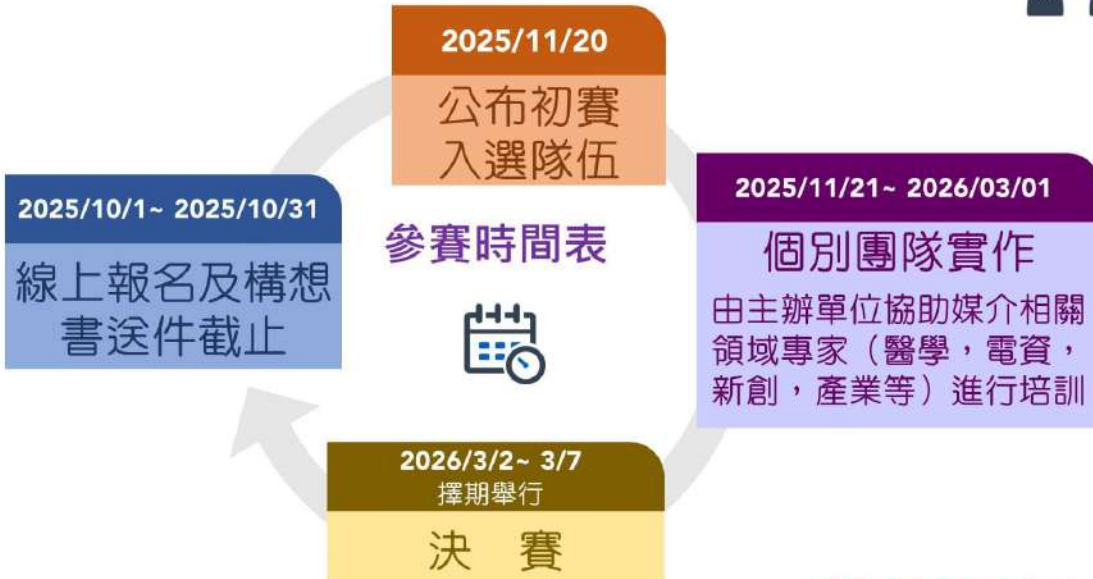 2025/11/20
公布初賽
入選隊伍
2025/10/1~ 2025/10/31
線上報名及構想
書送件截止
參賽時間表
2025/11/21~ 2026/03/01
個別團隊實作
由主辦單位協助媒介相關
領域專家（醫學，電資，
新創，產業等）進行培訓
2026/3/2~ 3/7
擇期舉行
決 賽